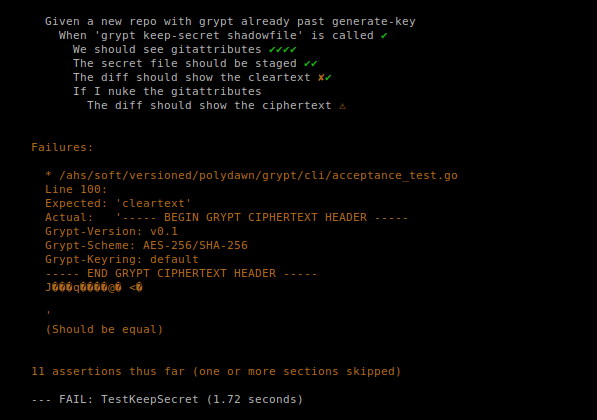 Given a new repo with grypt already past generate-key
When 'grypt keep-secret shadowfile' is called ✔
We should see gitattributes ✔✔✔✔
The secret file should be staged ✔✔
The diff should show the cleartext ✘✔
If I nuke the gitattributes
The diff should show the ciphertext ⚠
Failures:
* /ahs/soft/versioned/polydawn/grypt/cli/acceptance_test.go
Line 100:
Expected: 'cleartext'
Actual:   '----- BEGIN GRYPT CIPHERTEXT HEADER -----
Grypt-Version: v0.1
Grypt-Scheme: AES-256/SHA-256
Grypt-Keyring: default
----- END GRYPT CIPHERTEXT HEADER -----
J���q����@� <�
'
(Should be equal)
11 assertions thus far (one or more sections skipped)
--- FAIL: TestKeepSecret (1.72 seconds)